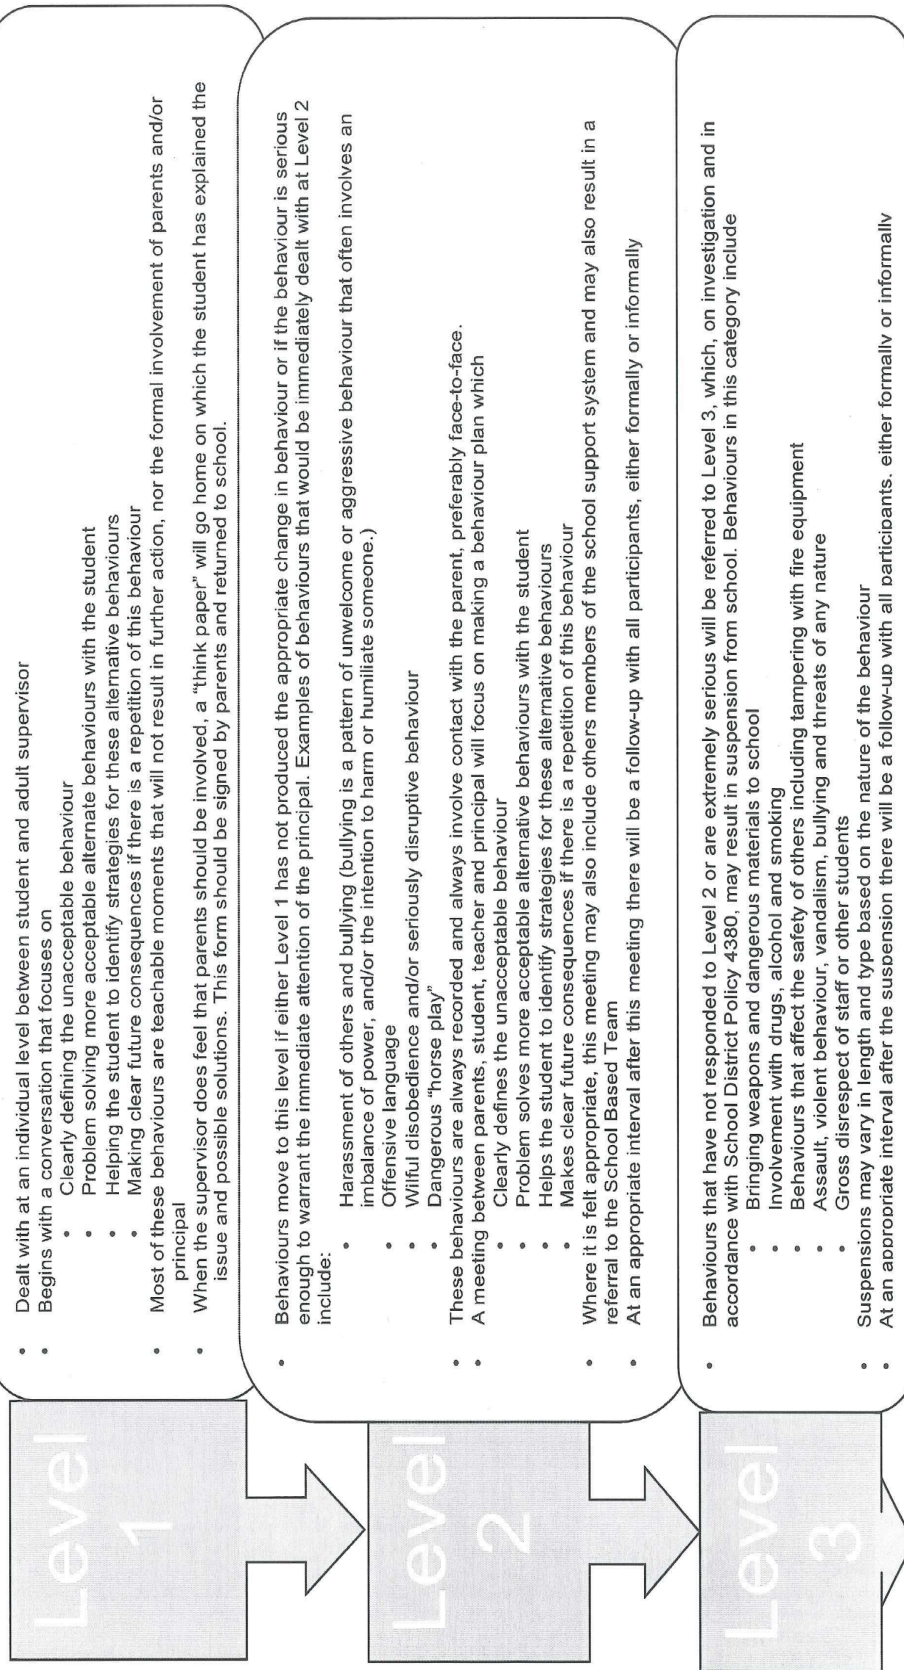 Level
1
Dealt with at an individual level between student and adult supervisor
Begins with a conversation that focuses on
Clearly defining the unacceptable behaviour
Problem solving more acceptable alternate behaviours with the student
Helping the student to identify strategies for these alternative behaviours
Making clear future consequences if there is a repetition of this behaviour
Most of these behaviours are teachable moments that will not result in further action, nor the formal involvement of parents and/or
principal
When the supervisor does feel that parents should be involved, a "think paper" will go home on which the student has explained the
issue and possible solutions. This form should be signed by parents and returned to school.
Level
2
Behaviours move to this level if either Level 1 has not produced the appropriate change in behaviour or if the behaviour is serious
enough to warrant the immediate attention of the principal. Examples of behaviours that would be immediately dealt with at Level 2
include:
Harassment of others and bullying (bullying is a pattern of unwelcome or aggressive behaviour that often involves an
imbalance of power, and/or the intention to harm or humiliate someone.)
Offensive language
Wilful disobedience and/or seriously disruptive behaviour
Dangerous "horse play"
These behaviours are always recorded and always involve contact with the parent, preferably face-to-face.
A meeting between parents, student, teacher and principal will focus on making a behaviour plan which
Clearly defines the unacceptable behaviour
Problem solves more acceptable alternative behaviours with the student
Helps the student to identify strategies for these alternative behaviours
Makes clear future consequences if there is a repetition of this behaviour
Where it is felt appropriate, this meeting may also include others members of the school support system and may also result in a
referral to the School Based Team
At an appropriate interval after this meeting there will be a follow-up with all participants, either formally or informally
Level
3
Behaviours that have not responded to Level 2 or are extremely serious will be referred to Level 3, which, on investigation and in
accordance with School District Policy 4380, may result in suspension from school. Behaviours in this category include
Bringing weapons and dangerous materials to school
Involvement with drugs, alcohol and smoking
Behaviours that affect the safety of others including tampering with fire equipment
Assault, violent behaviour, vandalism, bullying and threats of any nature
Gross disrespect of staff or other students
Suspensions may vary in length and type based on the nature of the behaviour
At an appropriate interval after the suspension there will be a follow-up with all participants, either formally or informally